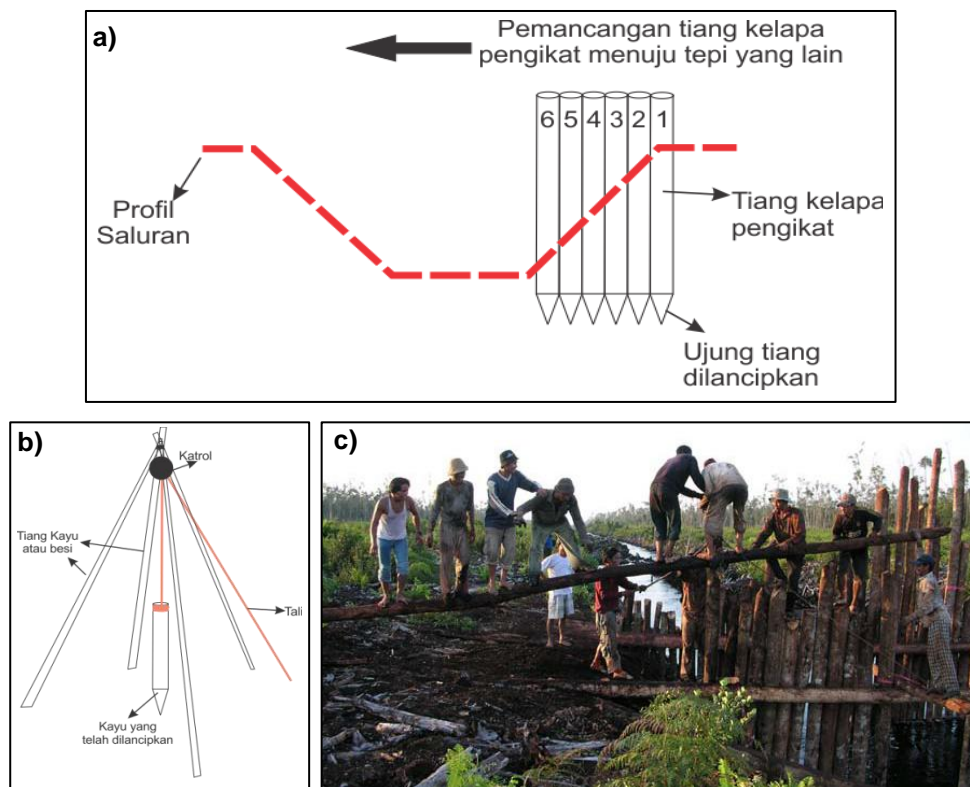 a)
Pemancangan tiang kelapa
pengikat menuju tepi yang lain
6 5 4 3 2 1
Profil
Saluran
Tiang kelapa
pengikat
Ujung tiang
dilancipkan
b)
Katrol
Tiang Kayu
atau besi
Tali
Kayu yang
telah dilancipkan
c)